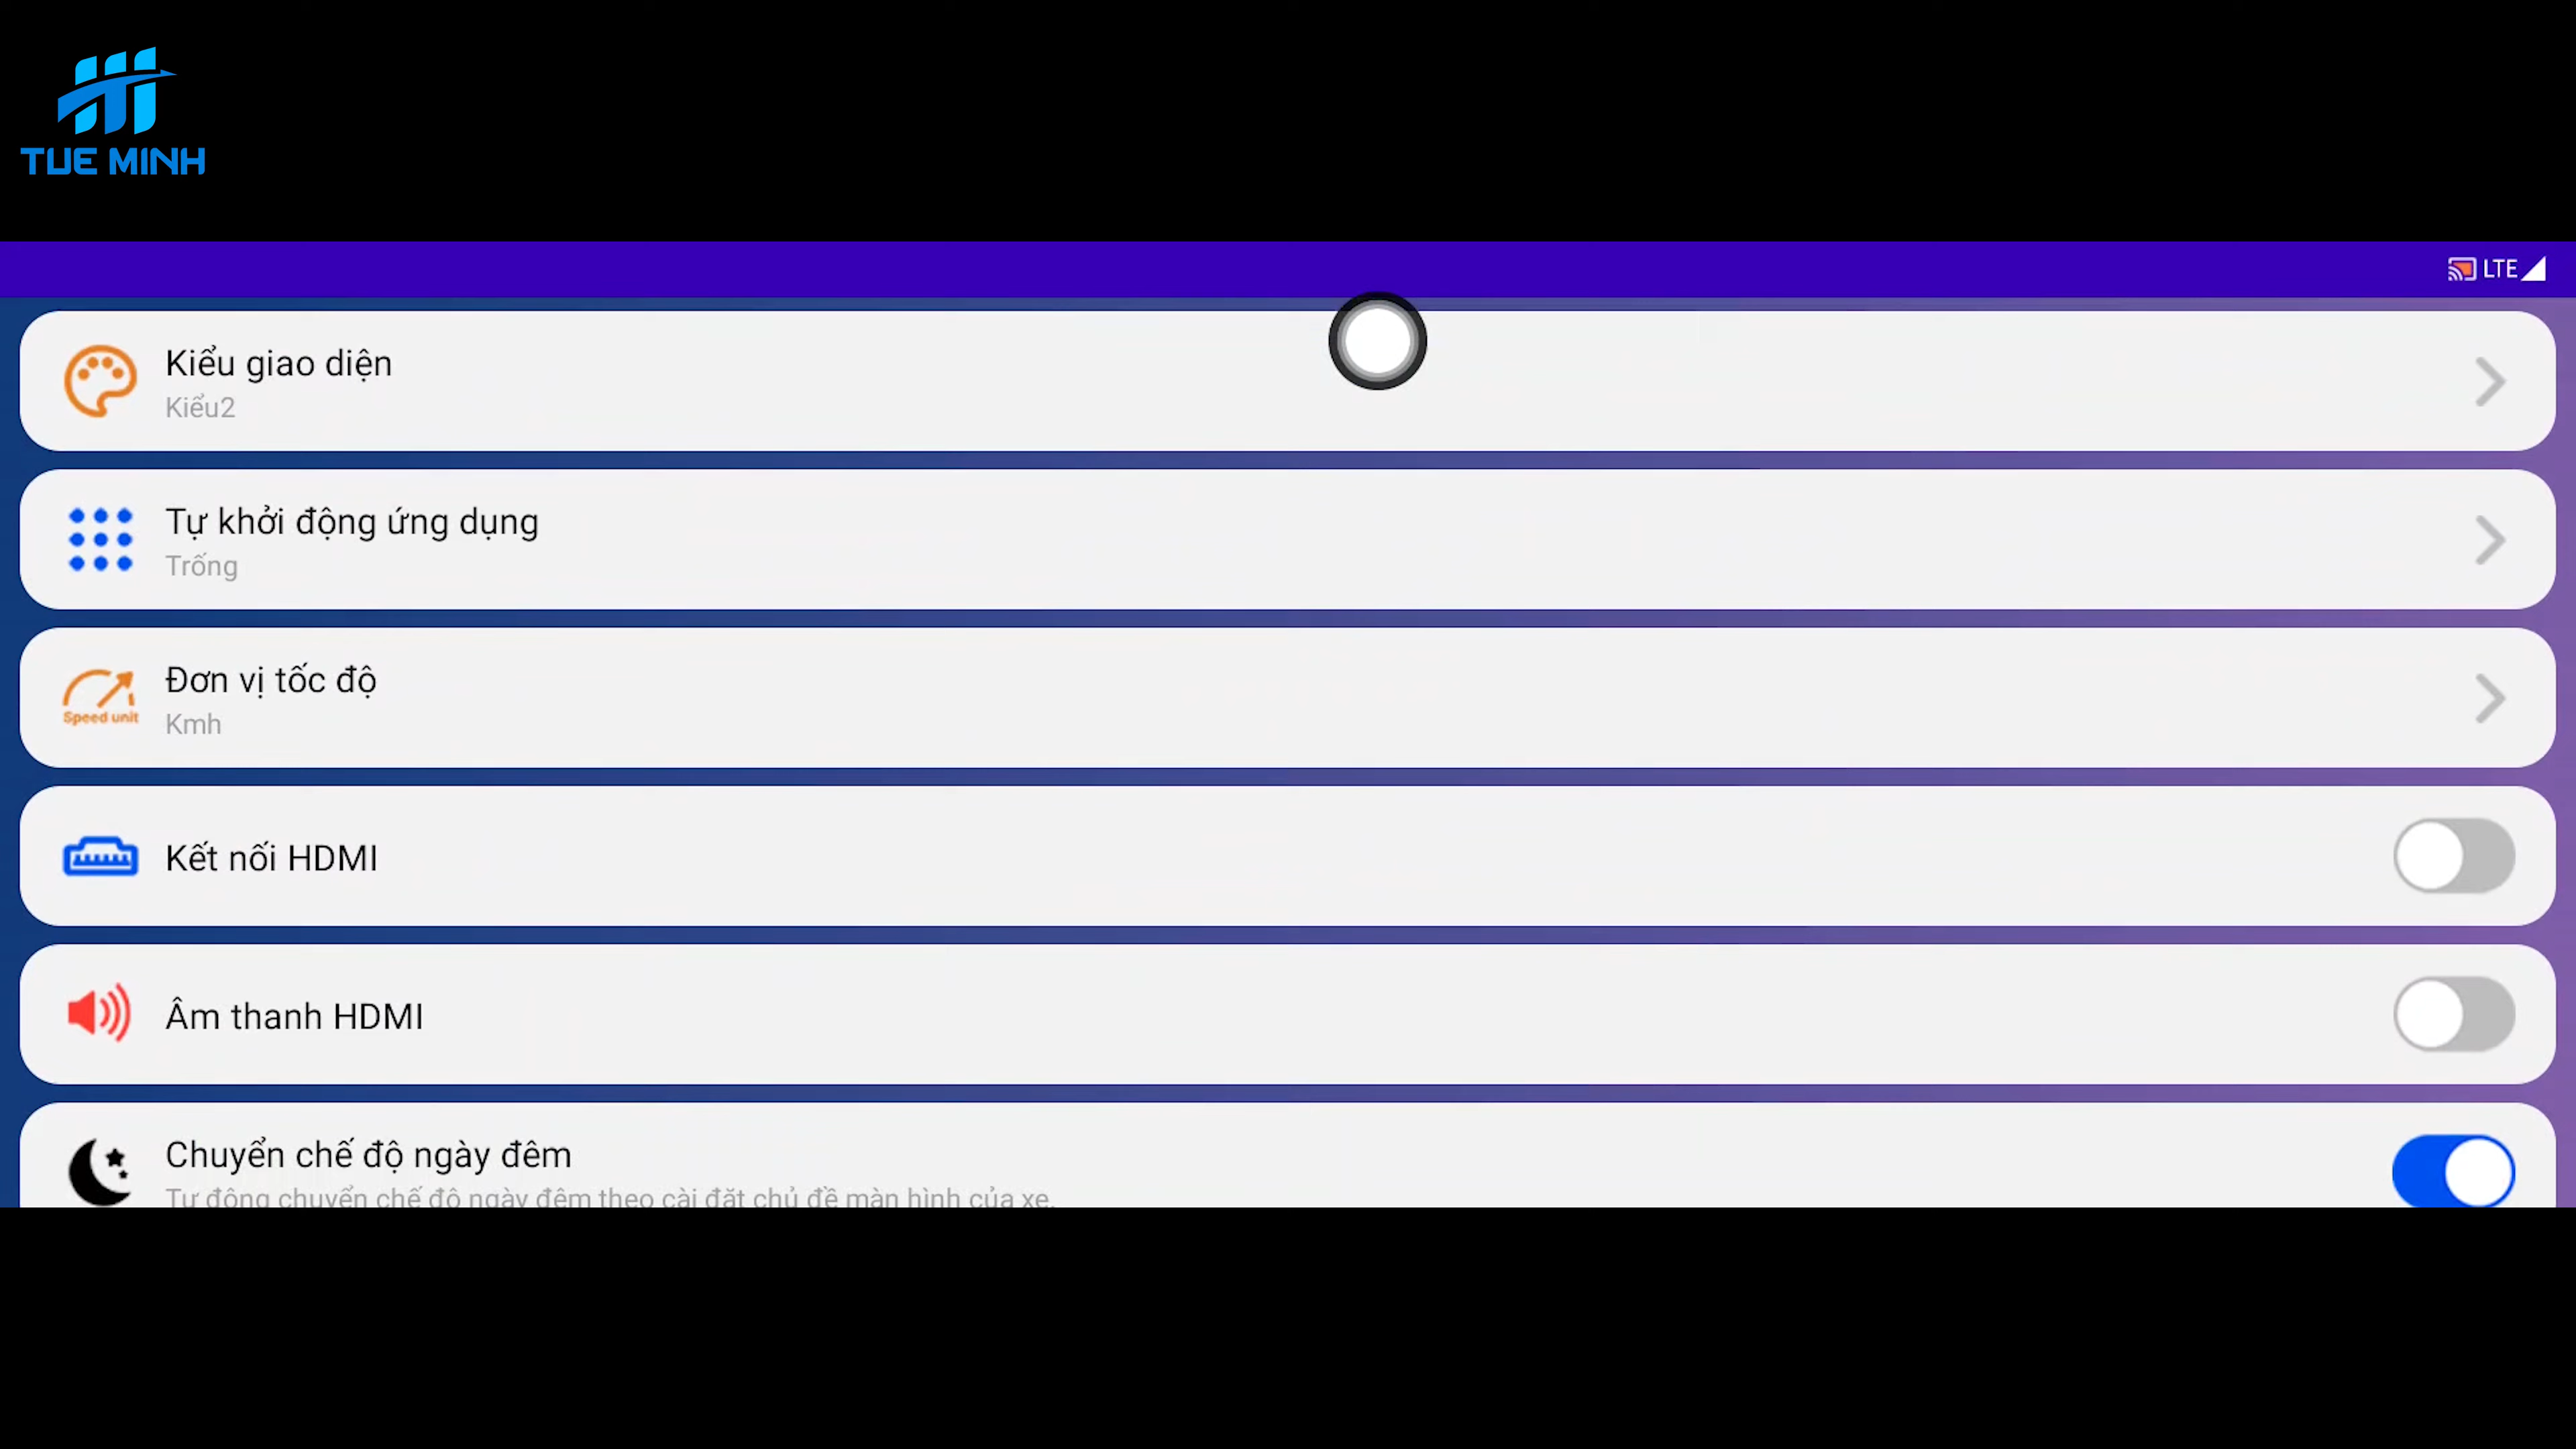 TUE MINH
LTE
Kiểu giao diện
Kiểu2
Tự khởi động ứng dụng
Trống
Đơn vị tốc độ
Speed unit
Kmh
Kết nối HDMI
Âm thanh HDMI
Chuyển chế độ ngày đêm
Tự động chuyển chế độ ngày đêm theo cài đặt chủ đề màn hình của xe.